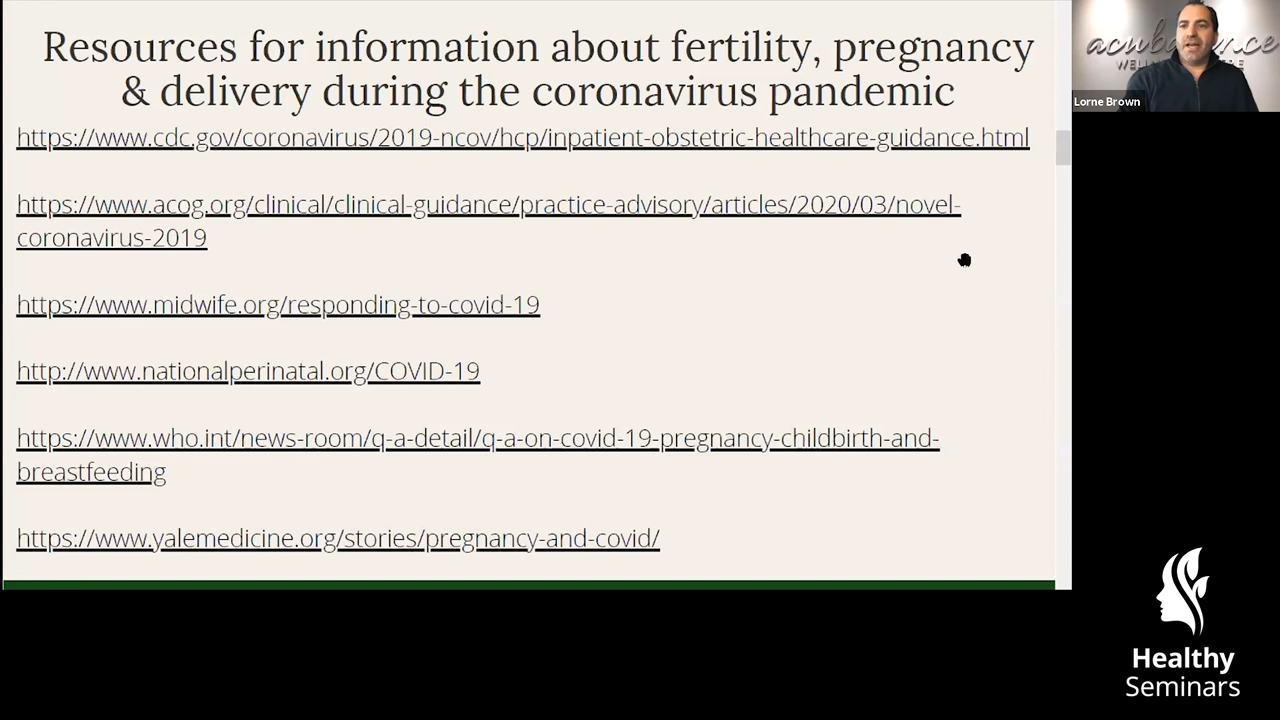 Resources for information about fertility, pregnancy
& delivery during the coronavirus pandemic
https://www.cdc.gov/coronavirus/2019-ncov/hcp/inpatient-obstetric-healthcare-guidance.html
https://www.acog.org/clinical/clinical-guidance/practice-advisory/articles/2020/03/novel-
coronavirus-2019
https://www.midwife.org/responding-to-covid-19
http://www.nationalperinatal.org/COVID-19
https://www.who.int/news-room/q-a-detail/q-a-on-covid-19-pregnancy-childbirth-and-
breastfeeding
https://www.yalemedicine.org/stories/pregnancy-and-covid/
Lorne Brown
Healthy
Seminars